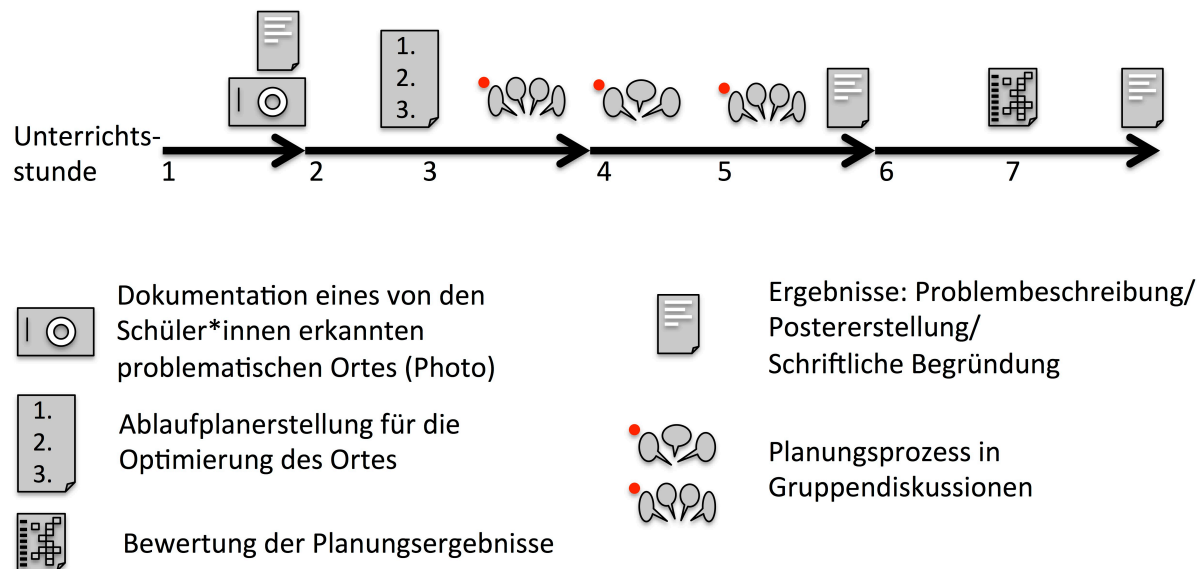 1.
2.
3.
Unterrichts-
stunde
1 2 3 4 5 6 7
Dokumentation eines von den
Schüler*innen erkannten
problematischen Ortes (Photo)
1.
2.
3.
Ablaufplanerstellung für die
Optimierung des Ortes
Bewertung der Planungsergebnisse
Ergebnisse: Problembeschreibung/
Postererstellung/
Schriftliche Begründung
Planungsprozess in
Gruppendiskussionen